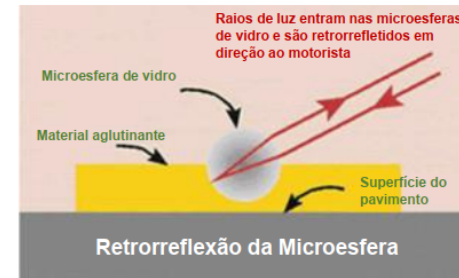 Raios de luz entram nas microesferas
de vidro e são retrorrefletidos em
direção ao motorista
Microesfera de vidro
Material aglutinante
Superfície do
pavimento
Retrorreflexão da Microesfera